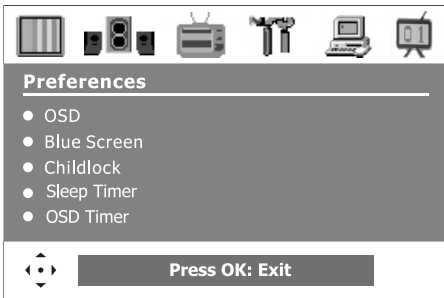 01
Preferences
OSD
Blue Screen
Childlock
Sleep Timer
OSD Timer
Press OK: Exit